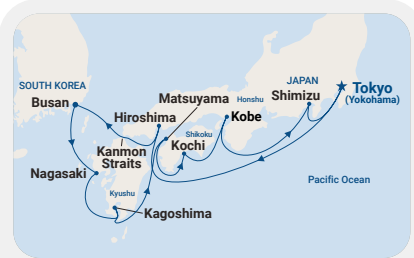 SOUTH KOREA
Busan
Matsuyama
Hiroshima
Honshu
JAPAN
Shimizu
Tokyo
(Yokohama)
Kobe
Shikoku
Kochi
Kanmon
Straits
Nagasaki
Kyushu
Kagoshima
Pacific Ocean